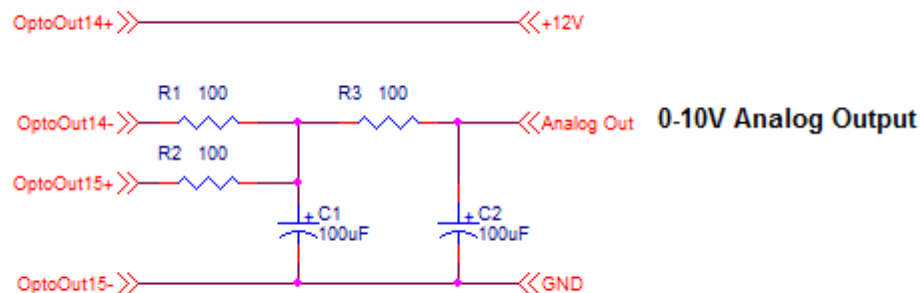 OptoOut14+ +12V
R1 100 R3 100
OptoOut14- Analog Out 0-10V Analog Output
R2 100
OptoOut15+
+ C1 + C2
100uF 100uF
OptoOut15- GND